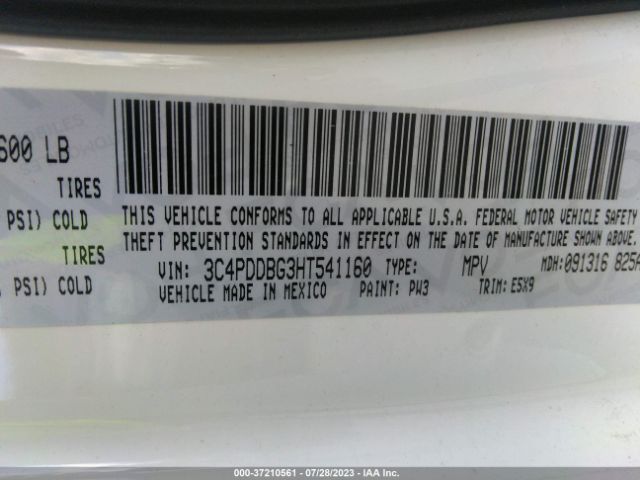 600 LB
TIRES
PSI) COLD
TIRES
PSI) COLD
THIS VEHICLE CONFORMS TO ALL APPLICABLE U.S.A. FEDERAL MOTOR VEHICLE SAFETY
THEFT PREVENTION STANDARDS IN EFFECT ON THE DATE OF MANUFACTURE SHOWN ABOVE.
VIN: 3C4PDDBG3HT541160 TYPE: MPV MDH:091316 8254
VEHICLE MADE IN MEXICO PAINT: PW3 TRIM: E5X9
000-37210561 / 07/28/2023 - IAA Inc.